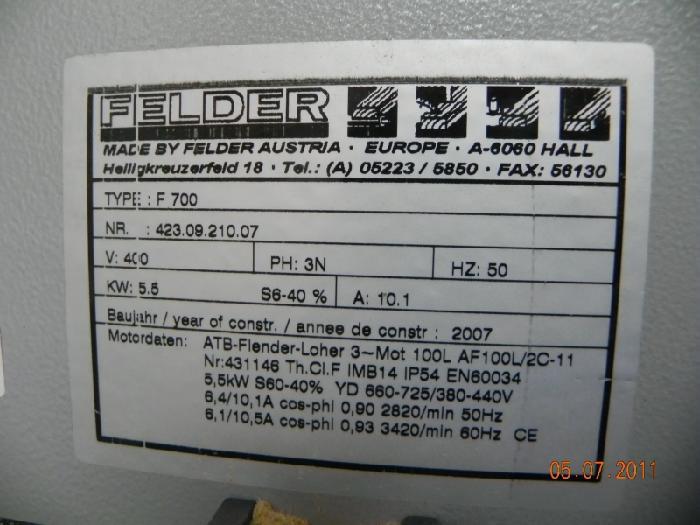 FELDER
MADE BY FELDER AUSTRIA · EUROPE · A-6060 HALL
Heiligkreuzerfeld 18 · Tel.: (A) 05223 / 5850 · FAX: 56130
TYPE : F 700
NR. : 423.09.210.07
V: 400 PH: 3N HZ: 50
KW: 5.5 S6-40 % A: 10.1
Baujahr / year of constr. / annee de constr : 2007
Motordaten: ATB-Flender-Loher 3~Mot 100L AF100L/2C-11
Nr:431146 Th.Cl.F IMB14 IP54 EN60034
5,5kW S60-40% YD 660-725/380-440V
6,4/10,1A cos-phi 0,90 2820/min 50Hz
6,1/10,5A cos-phi 0,93 3420/min 60Hz CE
05.07.2011